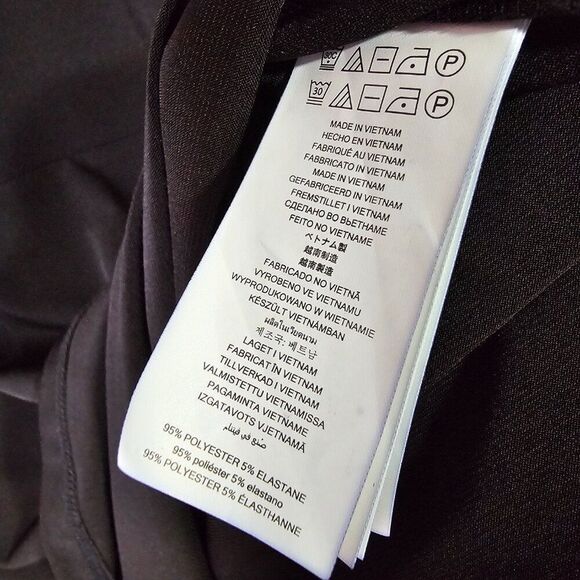 30C P
30 P
MADE IN VIETNAM
HECHO EN VIETNAM
FABRIQUÉ AU VIETNAM
FABBRICATO IN VIETNAM
MADE IN VIETNAM
GEFABRICEERD IN VIETNAM
FREMSTILLET I VIETNAM
СДЕЛАНО ВО ВЬЕТНАМЕ
FEITO NO VIETNAME
ベトナム製
越南制造
越南製造
FABRICADO NO VIETNÃ
VYROBENO VE VIETNAMU
WYPRODUKOWANO W WIETNAMIE
KÉSZÜLT VIETNÁMBAN
ผลิตในเวียดนาม
제조국: 베트남
LAGET I VIETNAM
FABRICAT ÎN VIETNAM
TILLVERKAD I VIETNAM
VALMISTETTU VIETNAMISSA
PAGAMINTA VIETNAME
IZGATAVOTS VJETNAMĀ
صنع في فيتنام
95% POLYESTER 5% ELASTANE
95% poliéster 5% elastano
95% POLYESTER 5% ELASTHANNE